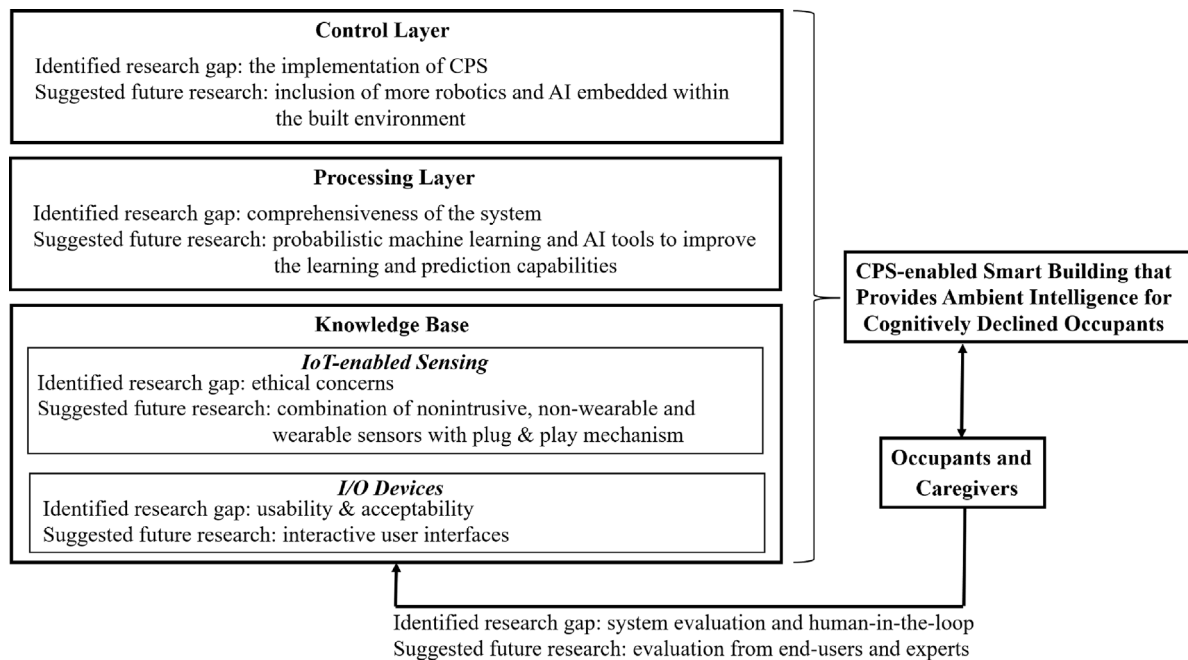 Control Layer
Identified research gap: the implementation of CPS
Suggested future research: inclusion of more robotics and AI embedded within
the built environment
Processing Layer
Identified research gap: comprehensiveness of the system
Suggested future research: probabilistic machine learning and AI tools to improve
the learning and prediction capabilities
Knowledge Base
IoT-enabled Sensing
Identified research gap: ethical concerns
Suggested future research: combination of nonintrusive, non-wearable and
wearable sensors with plug & play mechanism
I/O Devices
Identified research gap: usability & acceptability
Suggested future research: interactive user interfaces
CPS-enabled Smart Building that
Provides Ambient Intelligence for
Cognitively Declined Occupants
Occupants and
Caregivers
Identified research gap: system evaluation and human-in-the-loop
Suggested future research: evaluation from end-users and experts